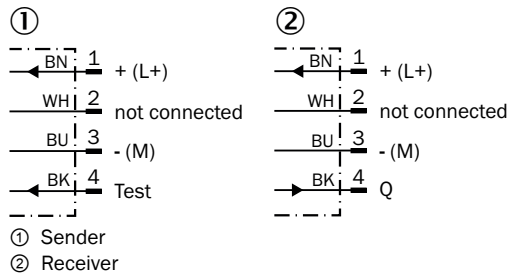 ① ②
BN 1 + (L+) BN 1 + (L+)
WH 2 not connected WH 2 not connected
BU 3 - (M) BU 3 - (M)
BK 4 Test BK 4 Q
① Sender
② Receiver